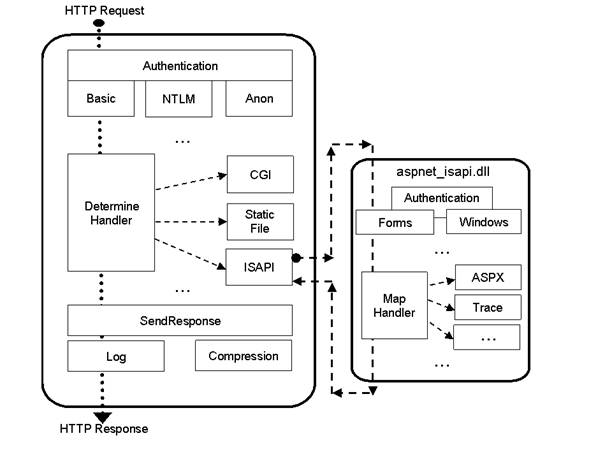 HTTP Request
Authentication
Basic
NTLM
Anon
...
Determine
Handler
CGI
Static
File
ISAPI
...
SendResponse
Log
Compression
HTTP Response
aspnet_isapi.dll
Authentication
Forms
Windows
...
Map
Handler
ASPX
Trace
...
...